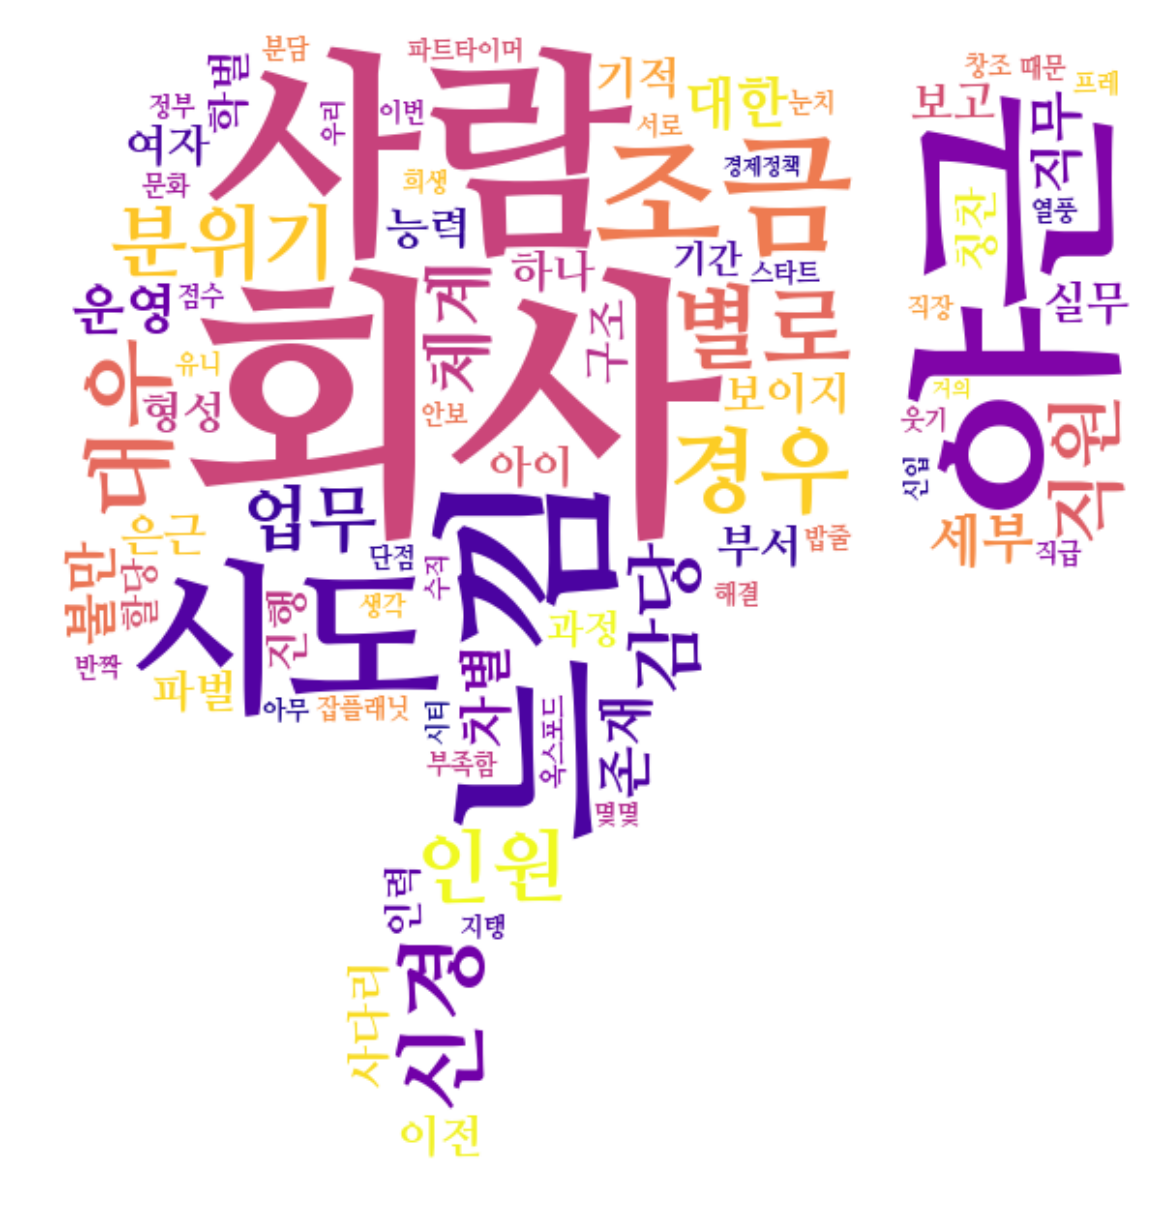 분담
파트타이머
학벌
사람
기적
대한
눈치
정부
우리
이번
서로
여자
조금
경제정책
문화
희생
분위기
능력
기간
스타트
하나
체계
운영
점수
회사
구조
별로
대우
유니
형성
안보
보이지
아이
경우
업무
은근
느낌
부서
밥줄
불만
할당
시도
단점
수직
진행
생각
감당
해결
과정
반짝
파벌
차별
아무
잡플래닛
시티
옥스포드
존재
부족함
몇몇
인원
인력
지탱
신경
사다리
이전
창조
때문
프레
보고
야근
직무
칭찬
열풍
직장
실무
거의
웃기
직원
신입
세부
직급